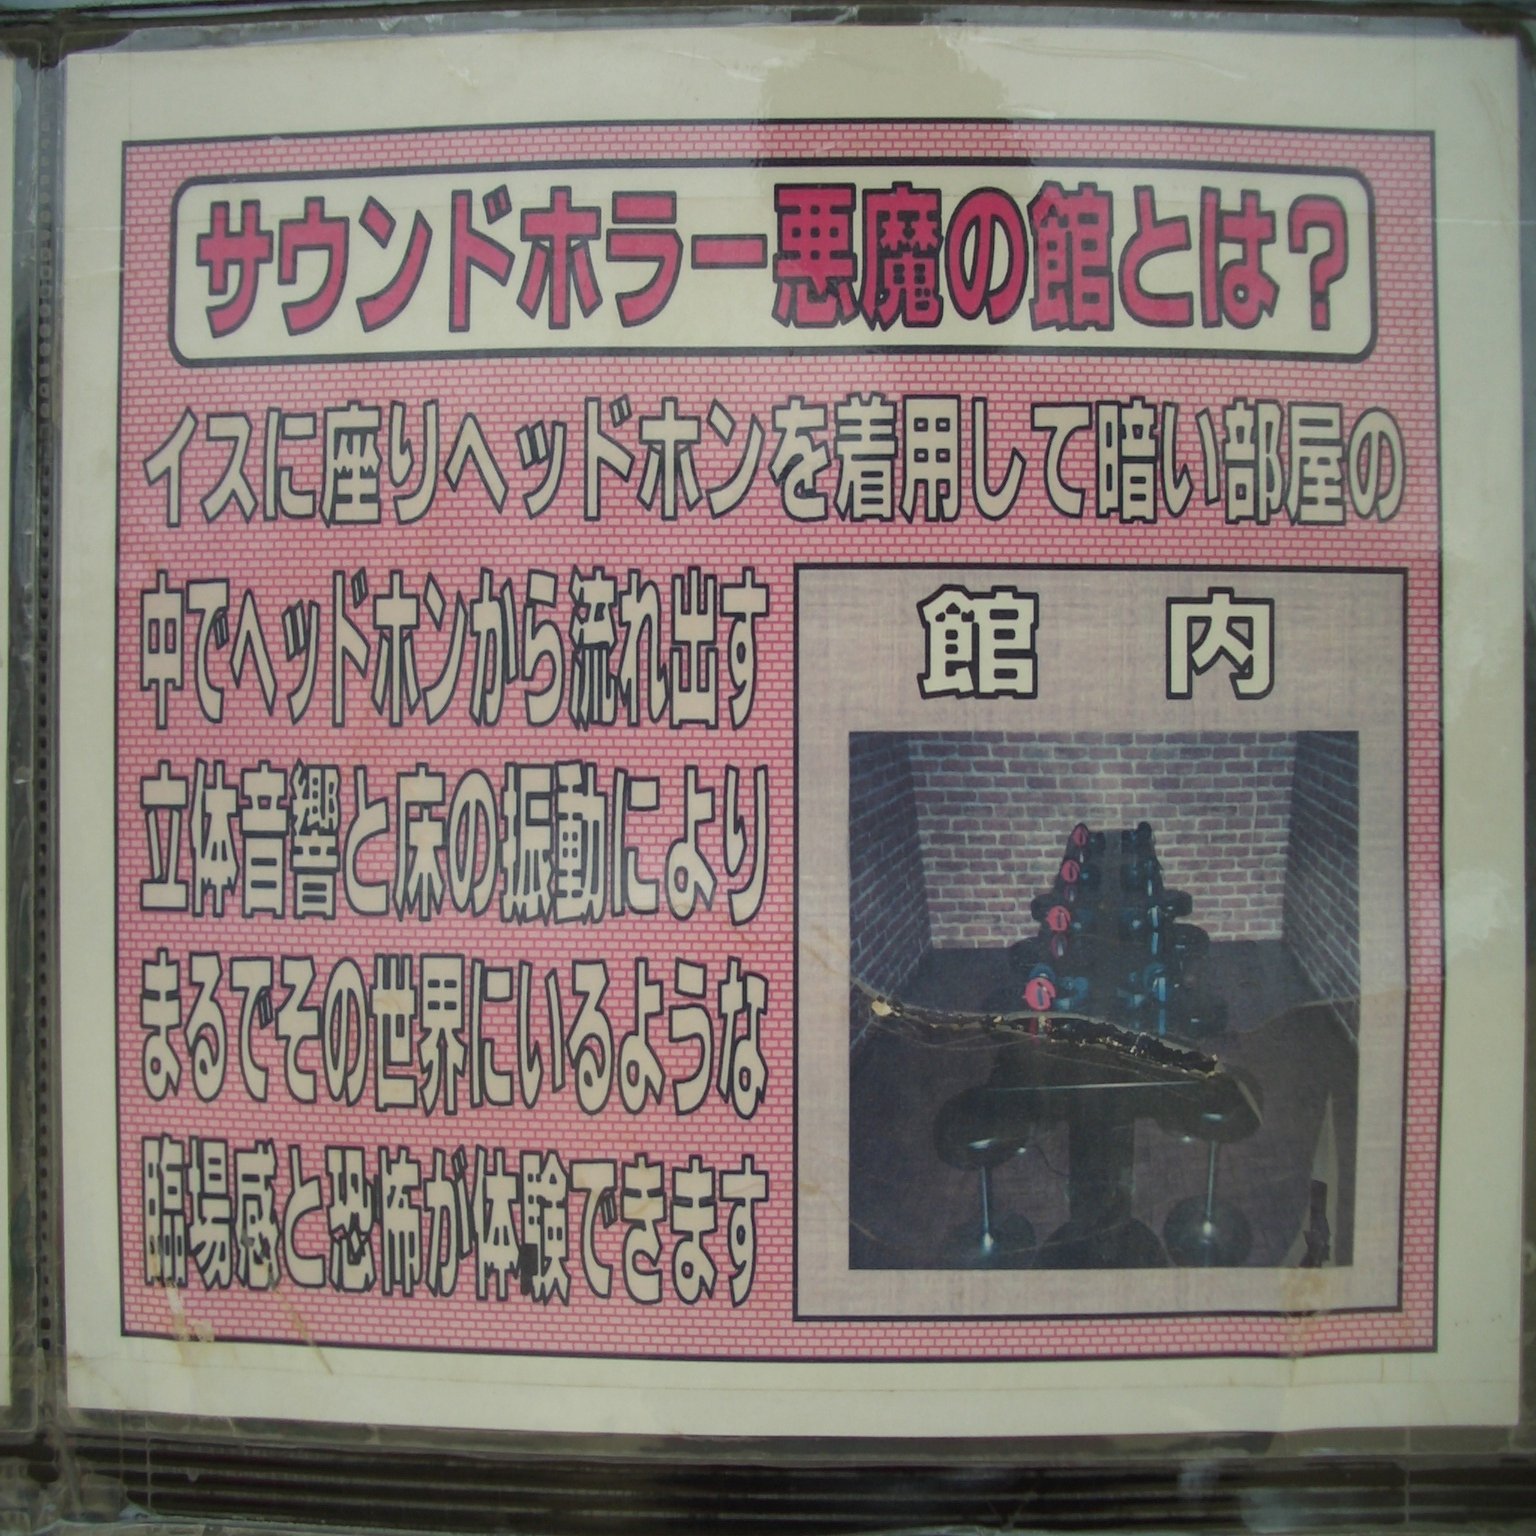 サウンドホラー悪魔の館とは?
イスに座りヘッドホンを着用して暗い部屋の
中でヘッドホンから流れ出す
立体音響と床の振動により
まるでその世界にいるような
臨場感と恐怖が体験できます
館 内